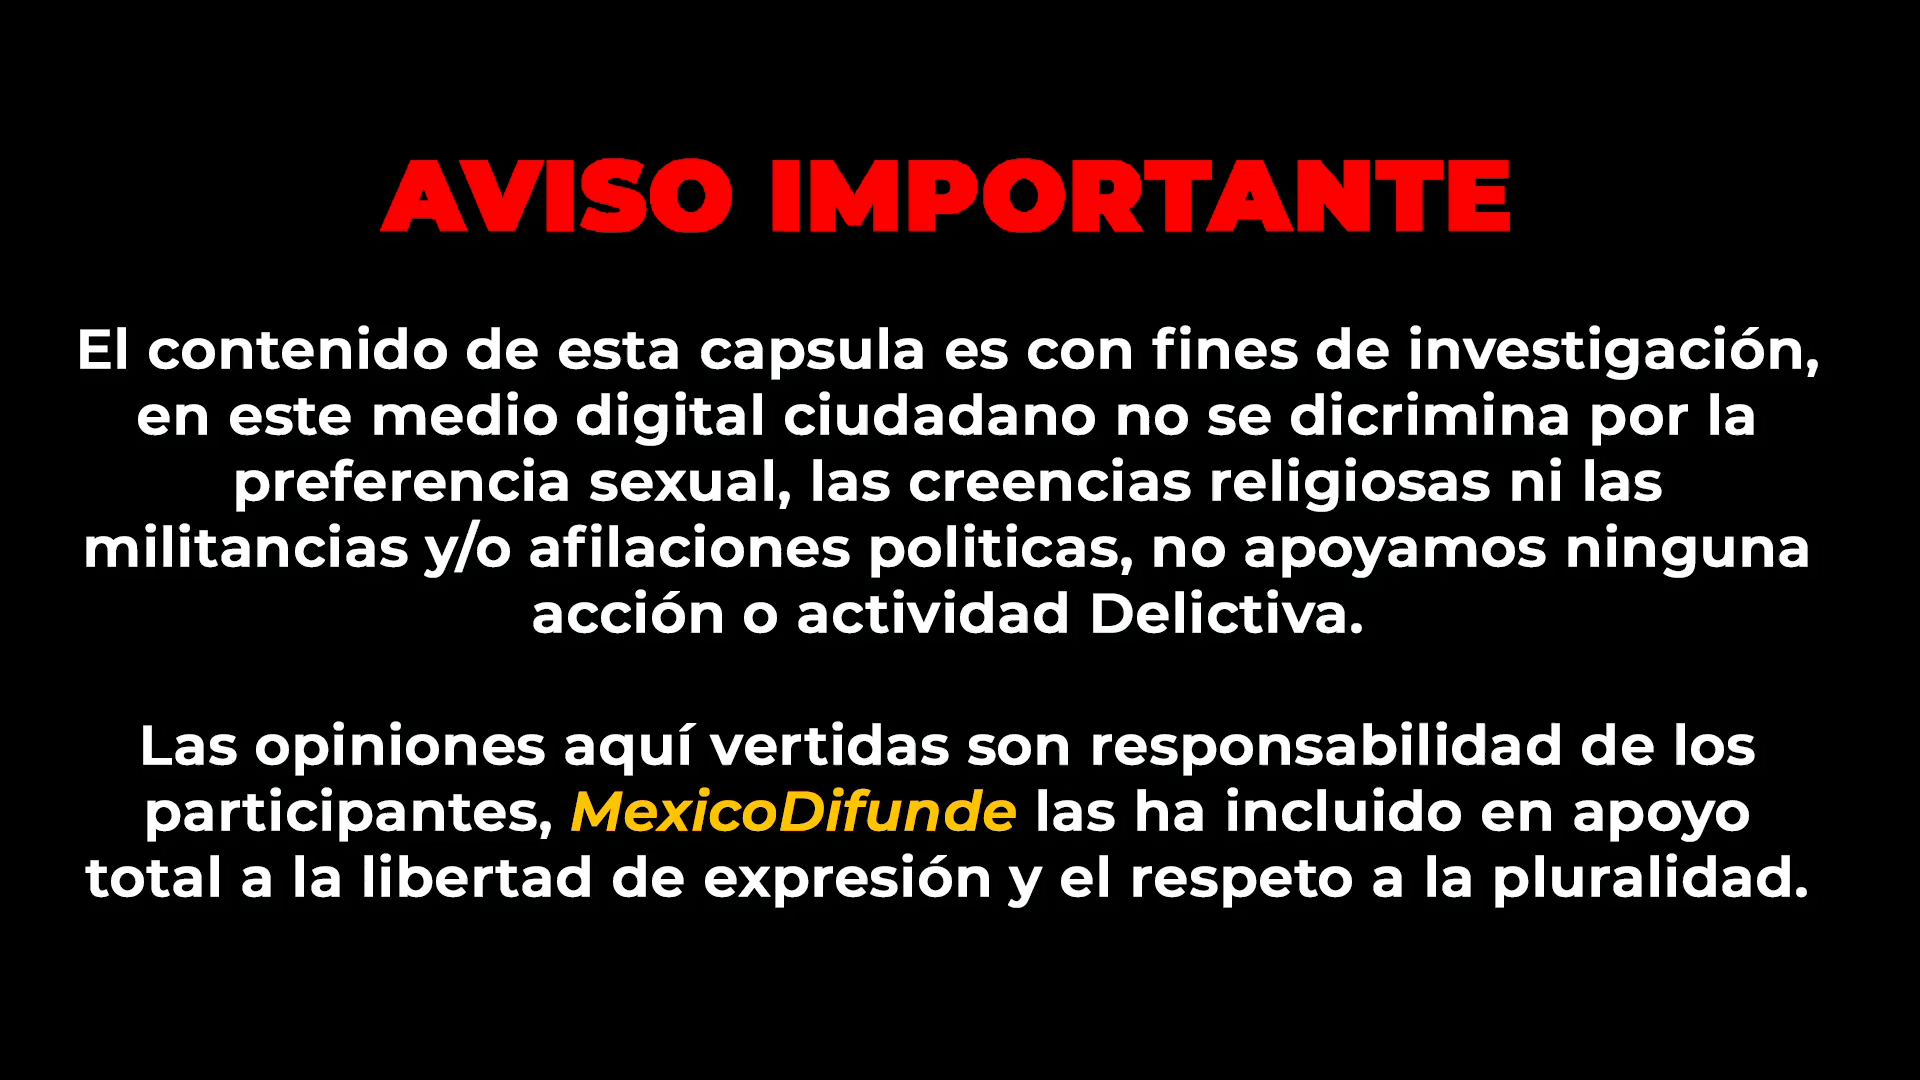 AVISO IMPORTANTE
El contenido de esta capsula es con fines de investigación,
en este medio digital ciudadano no se dicrimina por la
preferencia sexual, las creencias religiosas ni las
militancias y/o afilaciones politicas, no apoyamos ninguna
acción o actividad Delictiva.
Las opiniones aquí vertidas son responsabilidad de los
participantes, MexicoDifunde las ha incluido en apoyo
total a la libertad de expresión y el respeto a la pluralidad.